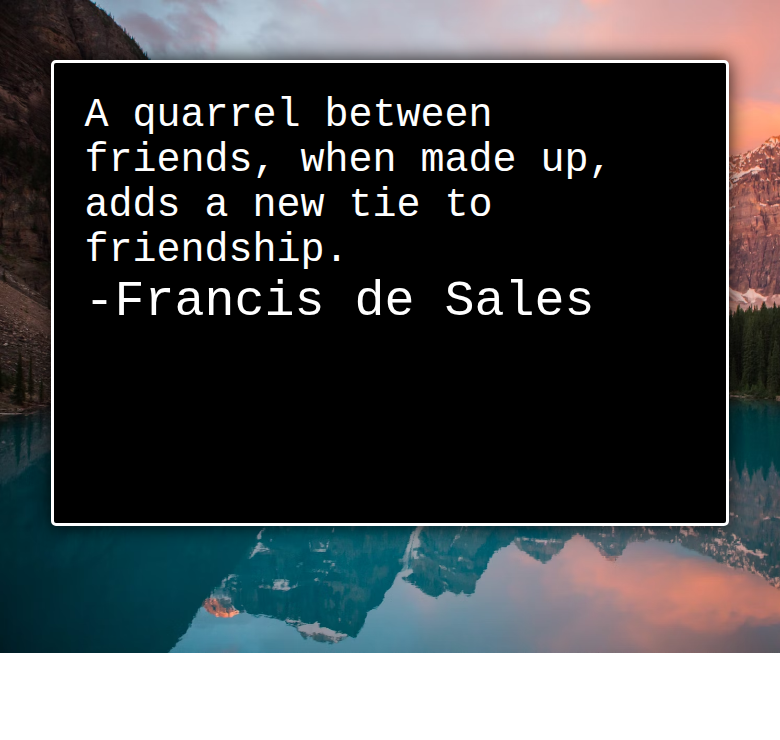 A quarrel between
friends, when made up,
adds a new tie to
friendship.
-Francis de Sales